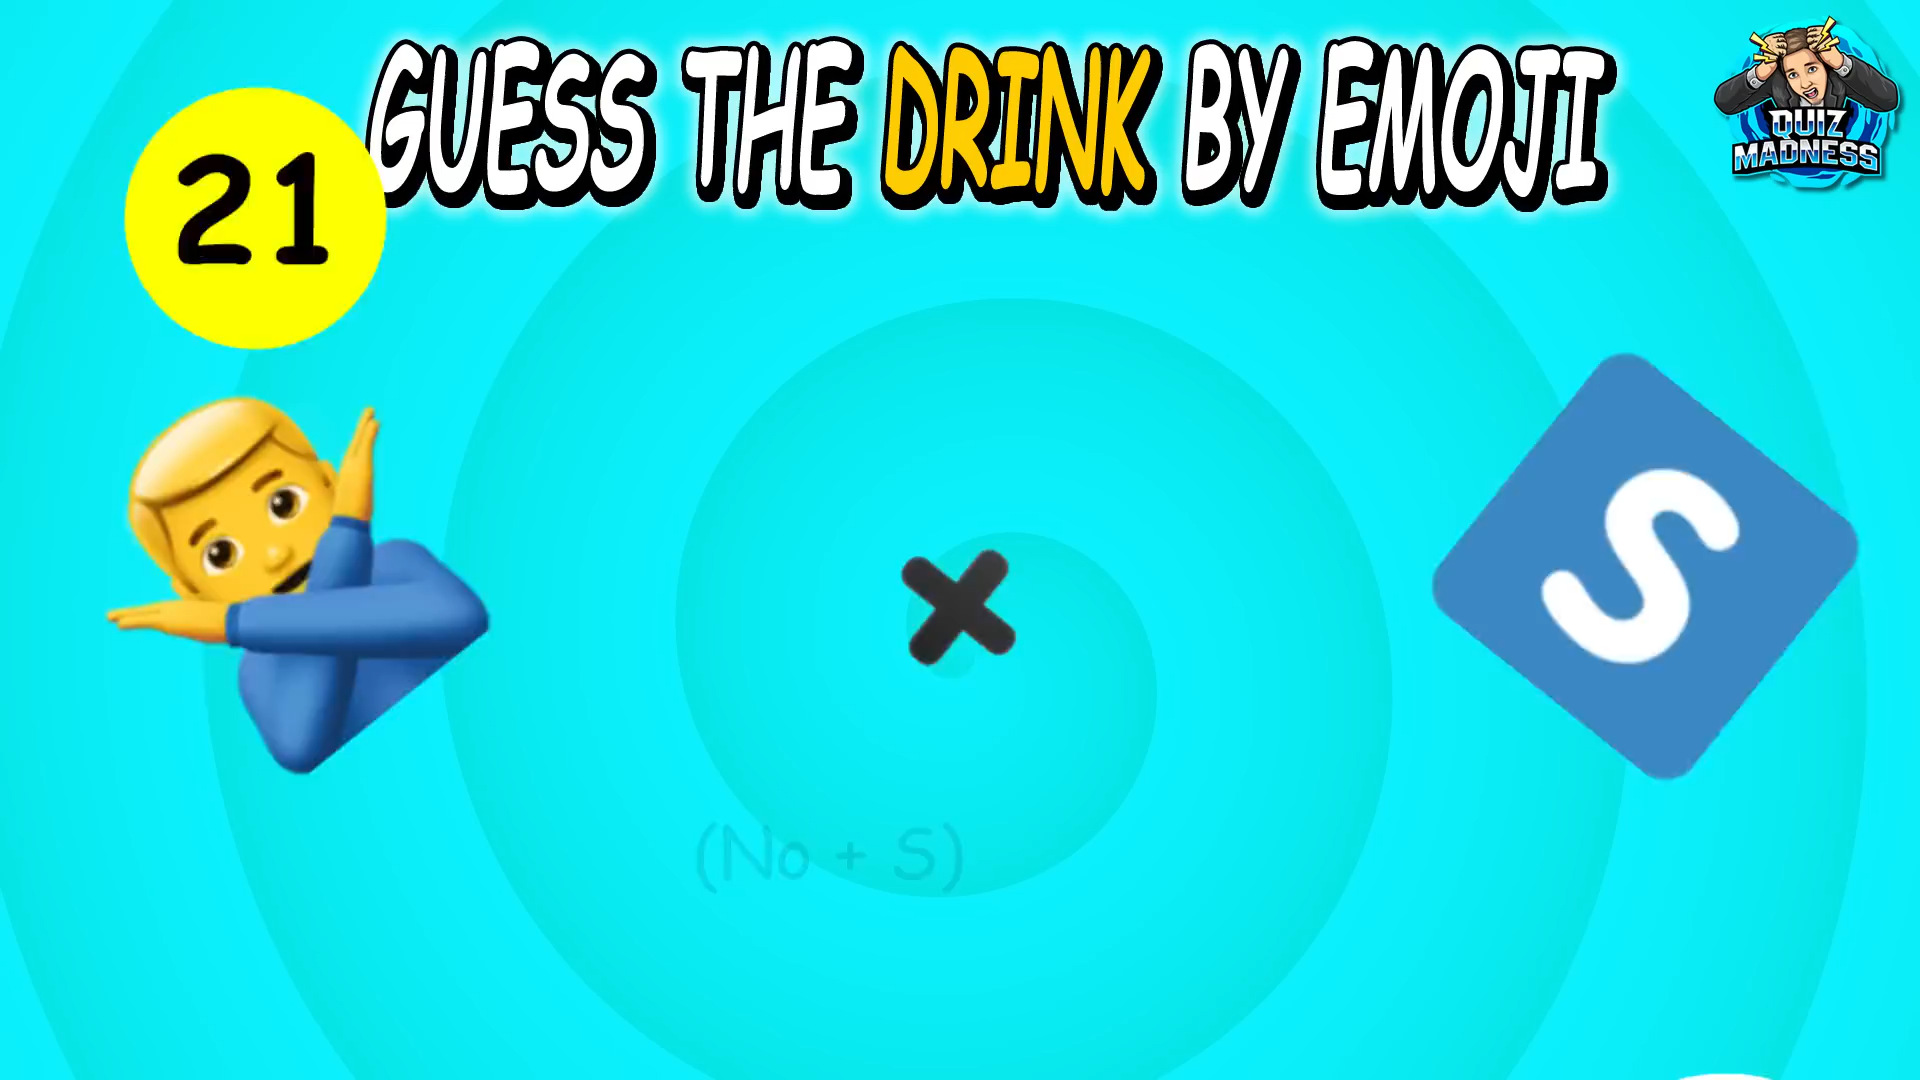 GUESS THE DRINK BY EMOJI
21
QUIZ
MADNESS
S
(No + S)